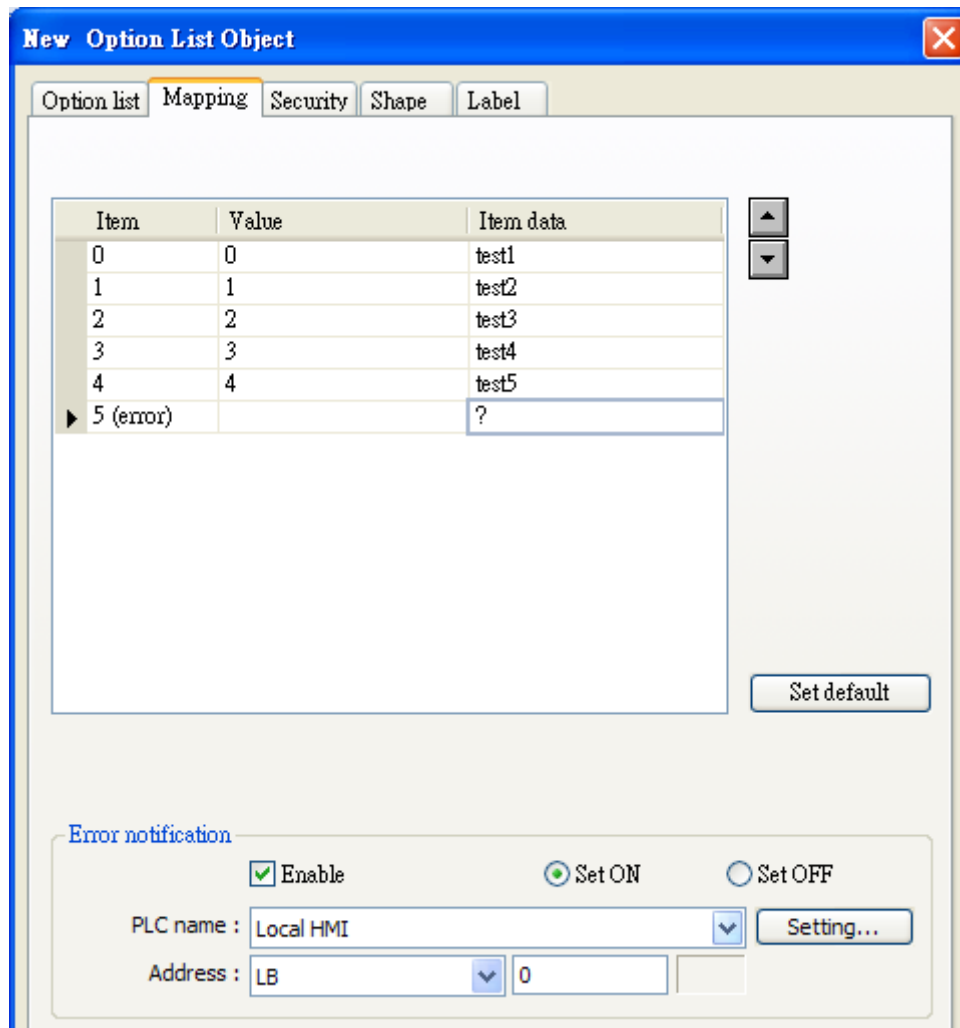 New Option List Object
Option list Mapping Security Shape Label
Item Value Item data
0 0 test1
1 1 test2
2 2 test3
3 3 test4
4 4 test5
5 (error) ?
Set default
Error notification
Enable Set ON Set OFF
PLC name : Local HMI Setting...
Address : LB 0